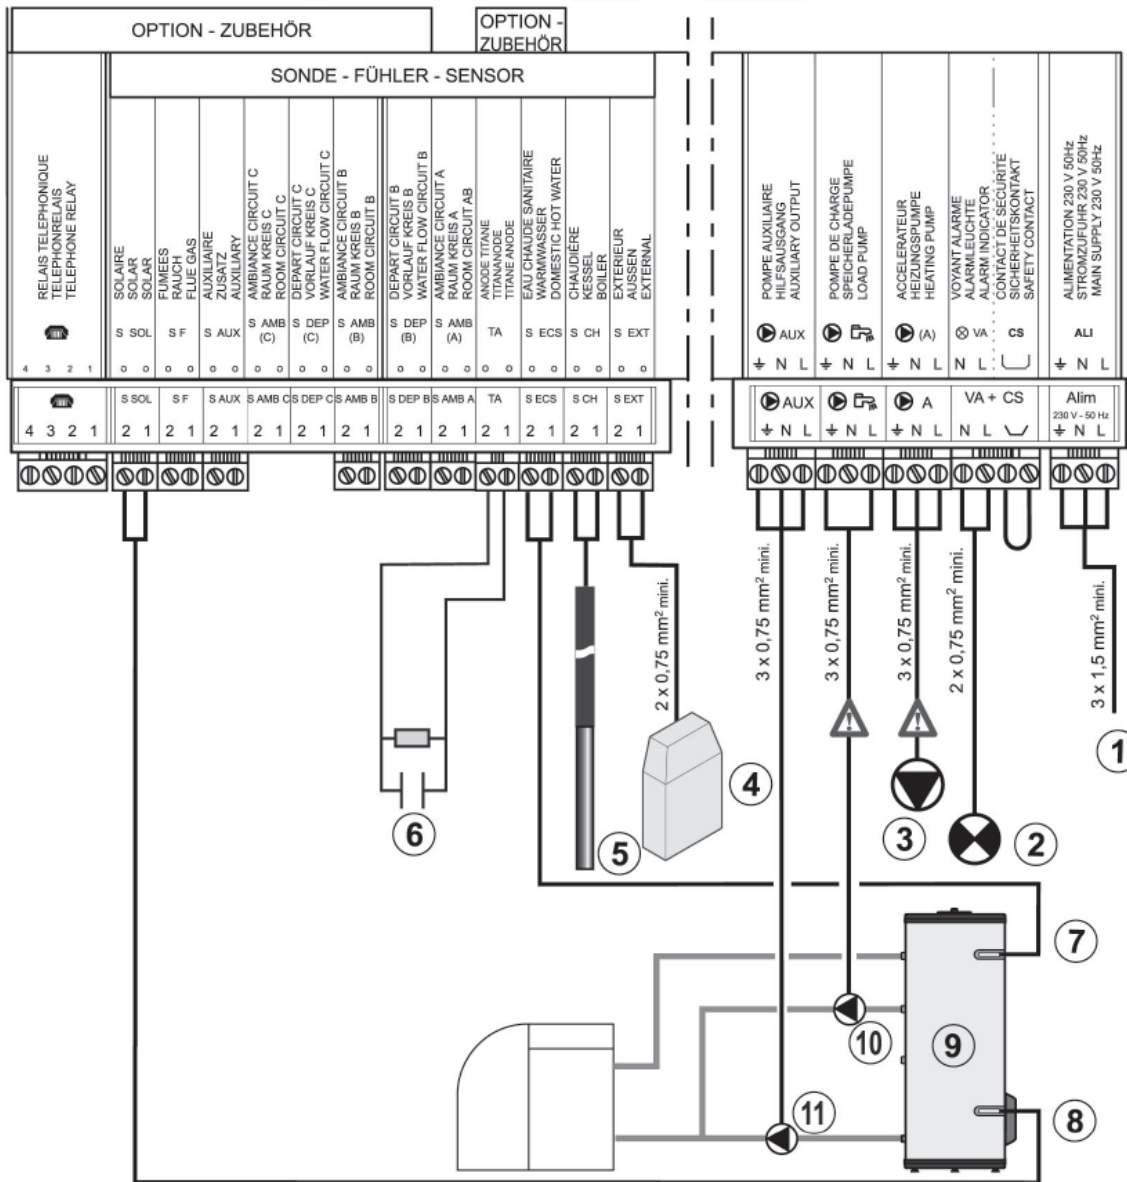 OPTION - ZUBEHÖR
OPTION -
ZUBEHÖR
SONDE - FÜHLER - SENSOR
RELAIS TELEPHONIQUE
TELEPHONRELAIS
TELEPHONE RELAY
SOLAIRE
SOLAR
SOLAR
FUMEES
RAUCH
FLUE GAS
AUXILIAIRE
ZUSATZ
AUXILIARY
AMBIANCE CIRCUIT C
RAUM KREIS C
ROOM CIRCUIT C
DEPART CIRCUIT C
VORLAUF KREIS C
WATER FLOW CIRCUIT C
AMBIANCE CIRCUIT B
RAUM KREIS B
ROOM CIRCUIT B
DEPART CIRCUIT B
VORLAUF KREIS B
WATER FLOW CIRCUIT B
AMBIANCE CIRCUIT A
RAUM KREIS A
ROOM CIRCUIT AB
ANODE TITANE
TITANANODE
TITANE ANODE
EAU CHAUDE SANITAIRE
WARMWASSER
DOMESTIC HOT WATER
CHAUDIÈRE
KESSEL
BOILER
EXTERIEUR
AUSSEN
EXTERNAL
POMPE AUXILIAIRE
HILFSAUSGANG
AUXILIARY OUTPUT
POMPE DE CHARGE
SPEICHERLADEPUMPE
LOAD PUMP
ACCELERATEUR
HEIZUNGSPUMPE
HEATING PUMP
VOYANT ALARME
ALARMLEUCHTE
ALARM INDICATOR
CONTACT DE SÉCURITE
SICHERHEITSKONTAKT
SAFETY CONTACT
ALIMENTATION 230 V 50Hz
STROMZUFUHR 230 V 50Hz
MAIN SUPPLY 230 V 50Hz
S SOL
S F
S AUX
S AMB
(C)
S DEP
(C)
S AMB
(B)
S DEP
(B)
S AMB
(A)
TA
S ECS
S CH
S EXT
AUX
(A)
VA
CS
ALI
4 3 2 1
N L
N L
N L
N L
N L
S SOL
S F
S AUX
S AMB C
S DEP C
S AMB B
S DEP B
S AMB A
TA
S ECS
S CH
S EXT
AUX
A
VA + CS
Alim
230 V - 50 Hz
4 3 2 1
2 1
2 1
2 1
2 1
2 1
2 1
2 1
2 1
2 1
2 1
2 1
2 1
N L
N L
N L
N L
N L
2 x 0,75 mm² mini.
3 x 0,75 mm² mini.
3 x 0,75 mm² mini.
3 x 0,75 mm² mini.
2 x 0,75 mm² mini.
3 x 1,5 mm² mini.
1
2
3
4
5
6
7
8
9
10
11